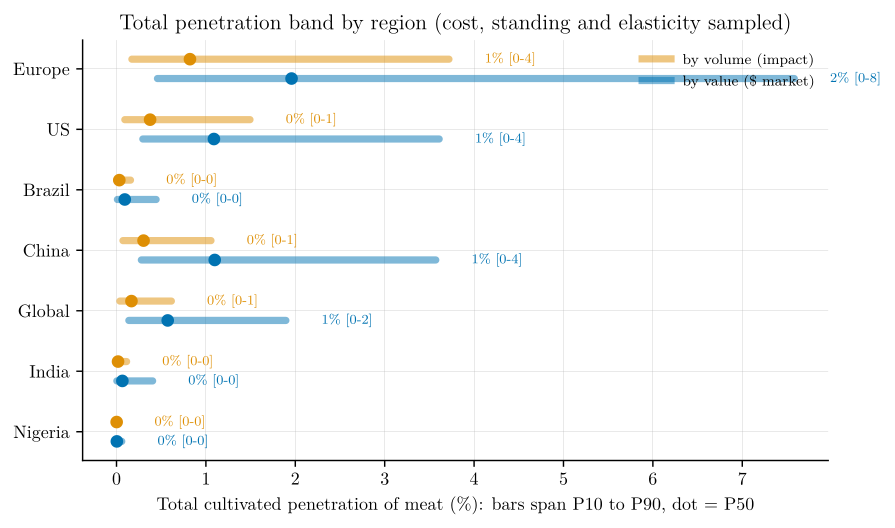 Total penetration band by region (cost, standing and elasticity sampled)
by volume (impact)
by value ($ market)
Europe
1% [0-4]
2% [0-8]
US
0% [0-1]
1% [0-4]
Brazil
0% [0-0]
0% [0-0]
China
0% [0-1]
1% [0-4]
Global
0% [0-1]
1% [0-2]
India
0% [0-0]
0% [0-0]
Nigeria
0% [0-0]
0% [0-0]
0 1 2 3 4 5 6 7
Total cultivated penetration of meat (%): bars span P10 to P90, dot = P50